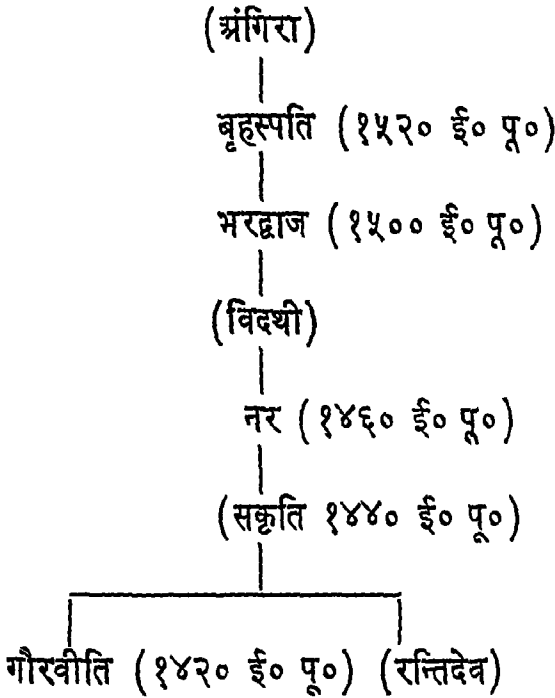 (अंगिरा)
बृहस्पति (१५२० ई० पू०)
भरद्वाज (१५०० ई० पू०)
(विदथी)
नर (१४६० ई० पू०)
(सकृति १४४० ई० पू०)
गौरवीति (१४२० ई० पू०) (रन्तिदेव)